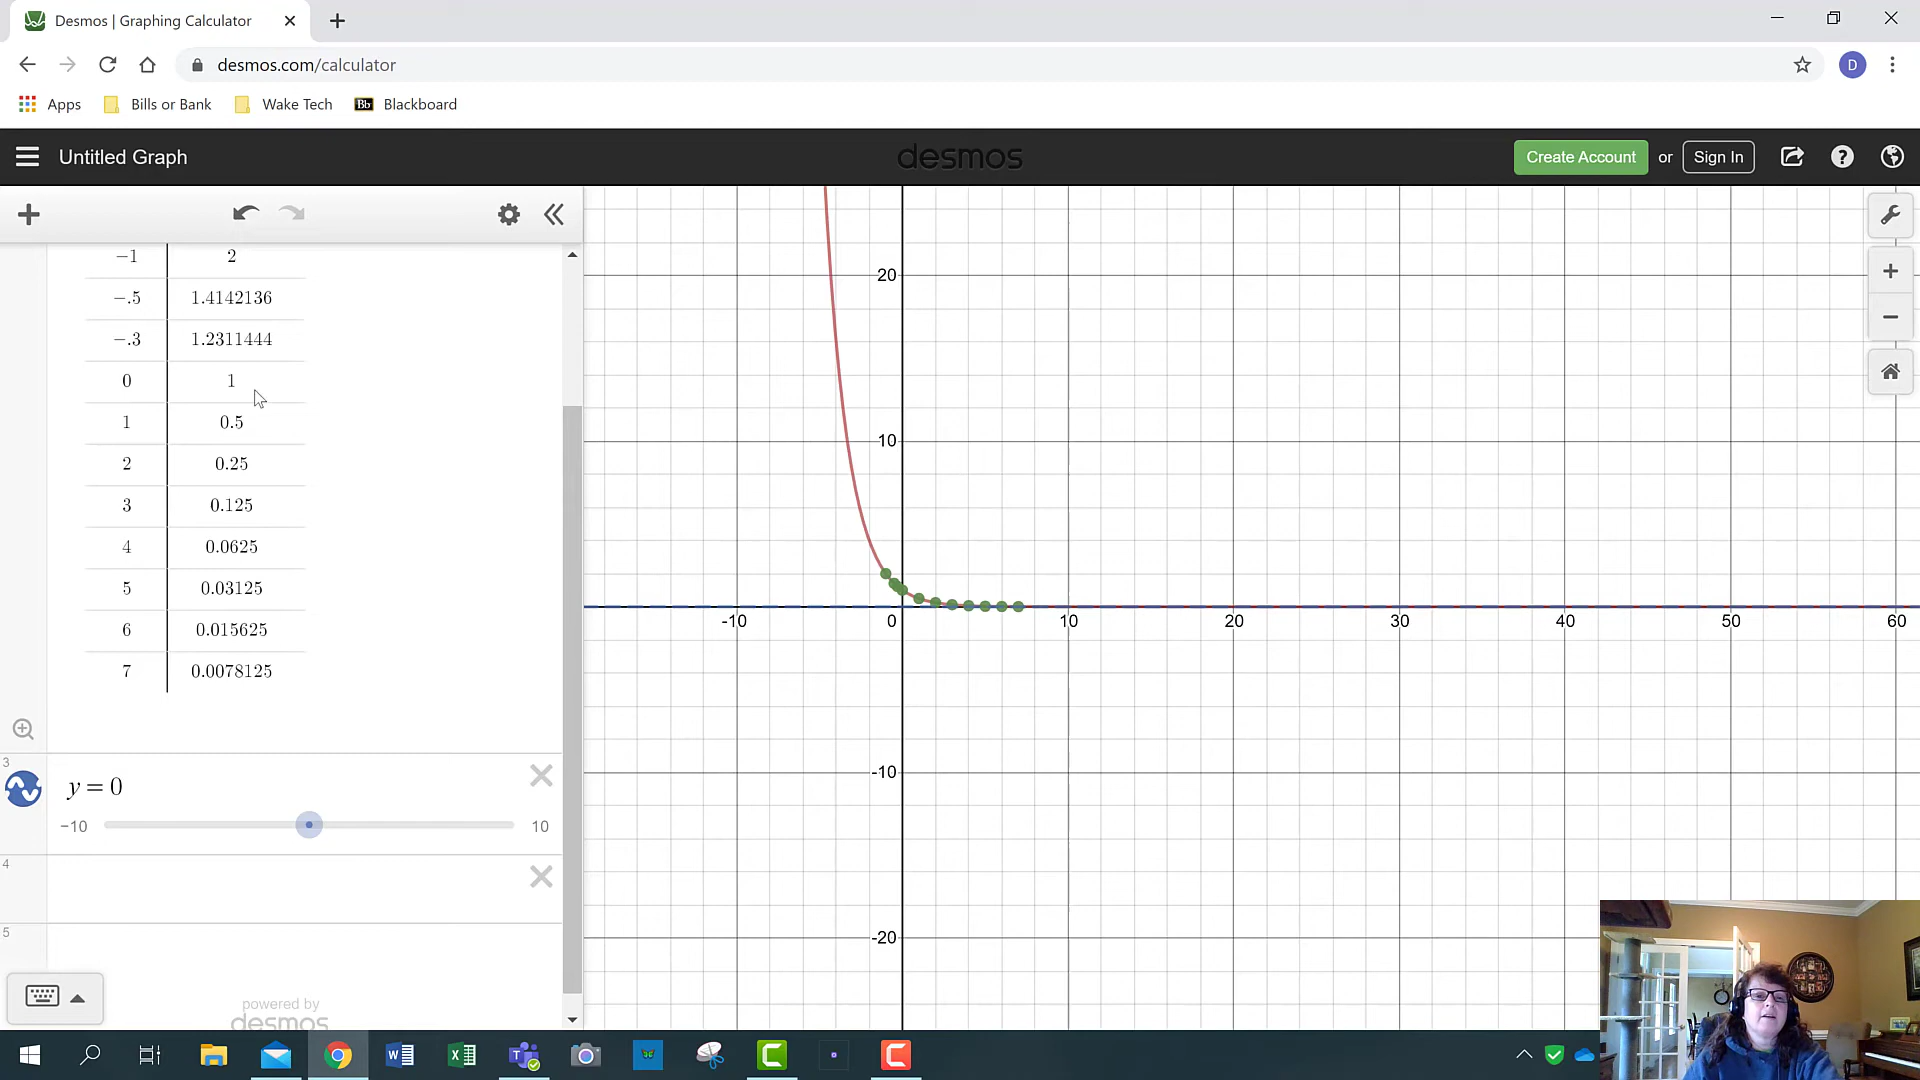 Desmos | Graphing Calculator
desmos.com/calculator
D
Apps
Bills or Bank
Wake Tech
Bb
Blackboard
Untitled Graph
desmos
Create Account
or
Sign In
?
−1 2
−.5 1.4142136
−.3 1.2311444
0 1
1 0.5
2 0.25
3 0.125
4 0.0625
5 0.03125
6 0.015625
7 0.0078125
3
y = 0
−10
10
4
5
powered by
desmos
20
10
-10
0
10
20
30
40
50
60
-10
-20